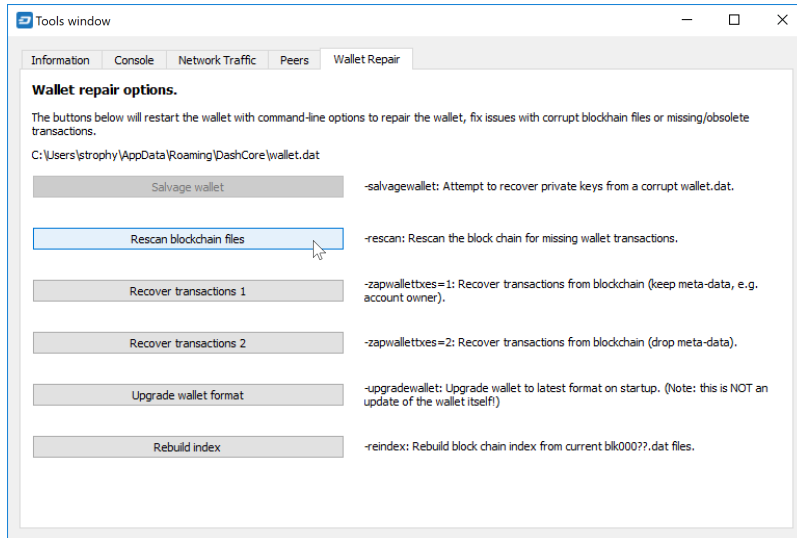 Tools window
Information Console Network Traffic Peers Wallet Repair
Wallet repair options.
The buttons below will restart the wallet with command-line options to repair the wallet, fix issues with corrupt blockhain files or missing/obsolete
transactions.
C:\Users\strophy\AppData\Roaming\DashCore\wallet.dat
Salvage wallet
-salvagewallet: Attempt to recover private keys from a corrupt wallet.dat.
Rescan blockchain files
-rescan: Rescan the block chain for missing wallet transactions.
Recover transactions 1
-zapwallettxes=1: Recover transactions from blockchain (keep meta-data, e.g.
account owner).
Recover transactions 2
-zapwallettxes=2: Recover transactions from blockchain (drop meta-data).
Upgrade wallet format
-upgradewallet: Upgrade wallet to latest format on startup. (Note: this is NOT an
update of the wallet itself!)
Rebuild index
-reindex: Rebuild block chain index from current blk000??.dat files.